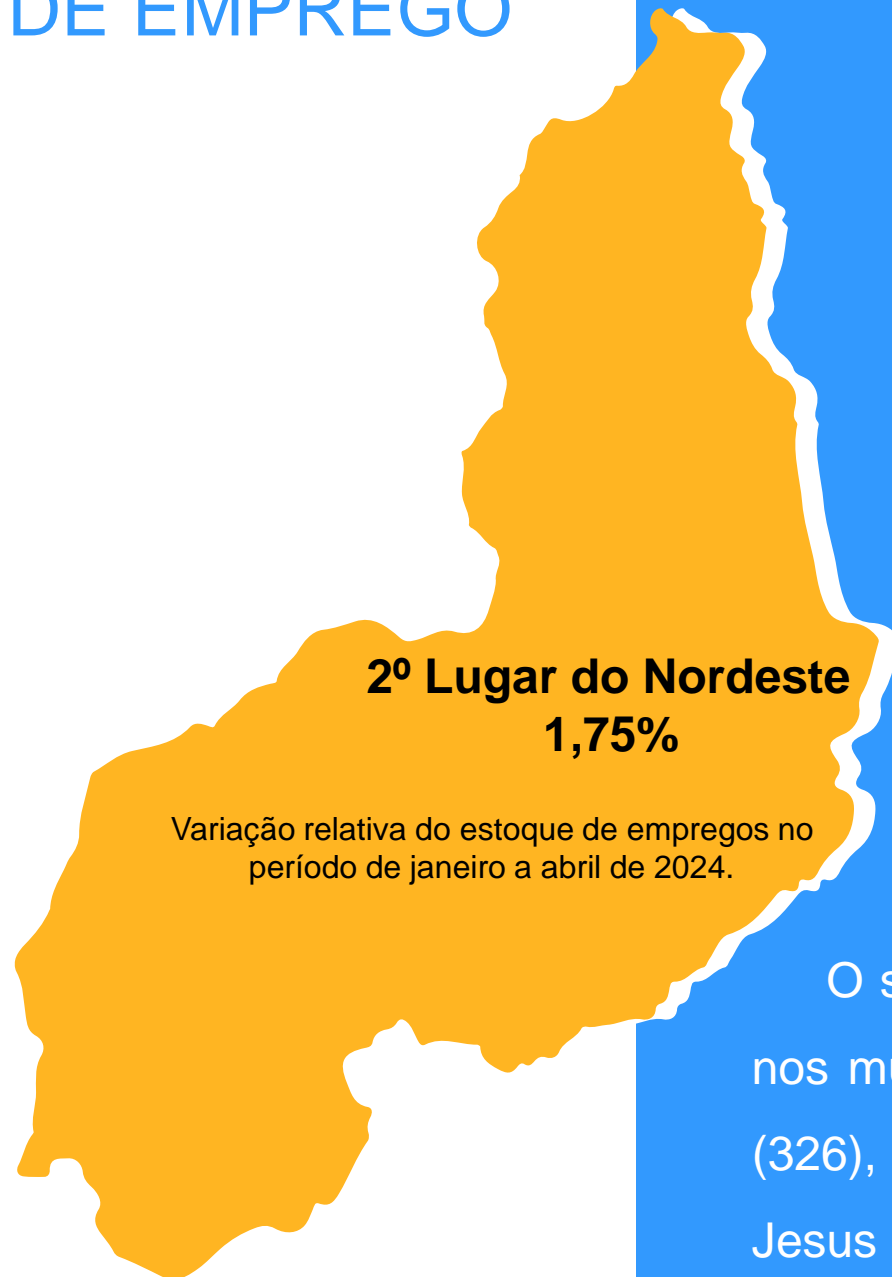 DE EMPREGO
2º Lugar do Nordeste
1,75%
Variação relativa do estoque de empregos no
período de janeiro a abril de 2024.
O
nos
(326),
Jesus